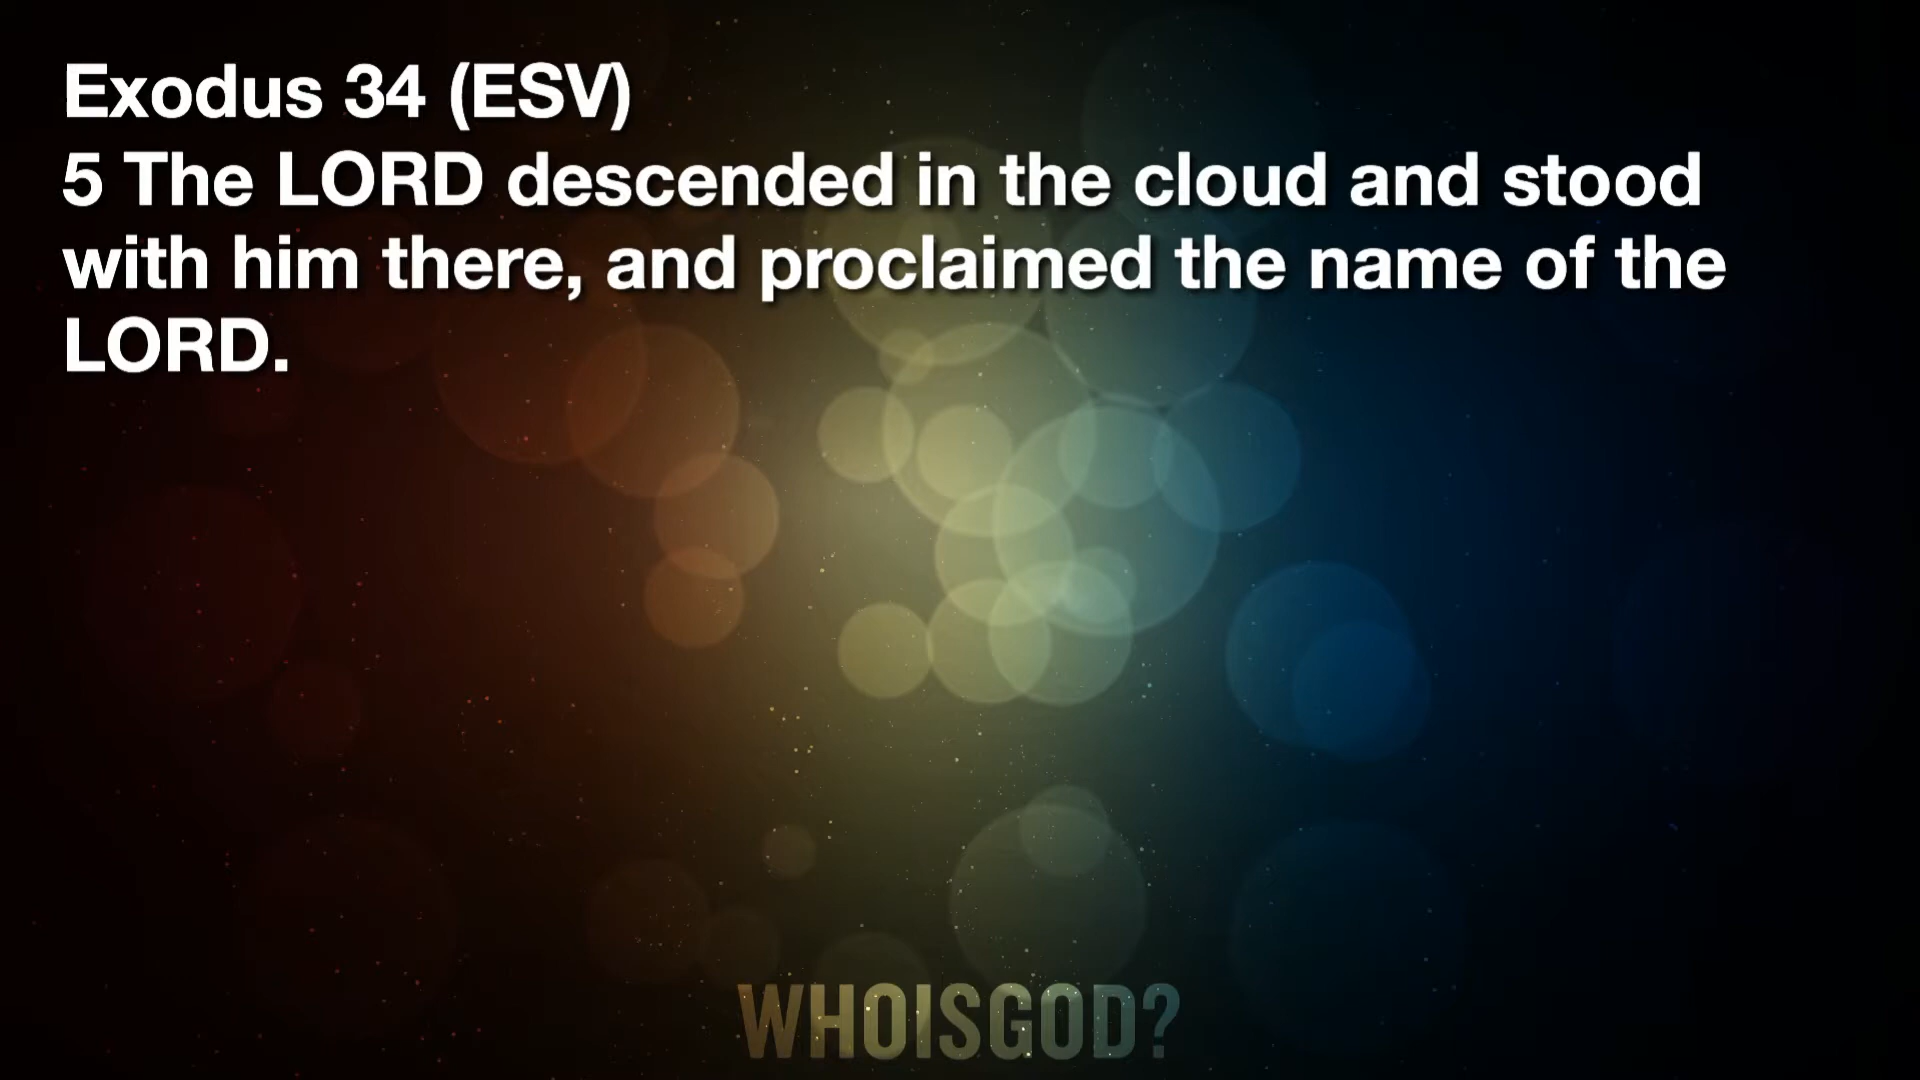 Exodus 34 (ESV)
5 The LORD descended in the cloud and stood
with him there, and proclaimed the name of the
LORD.
WHOISGOD?